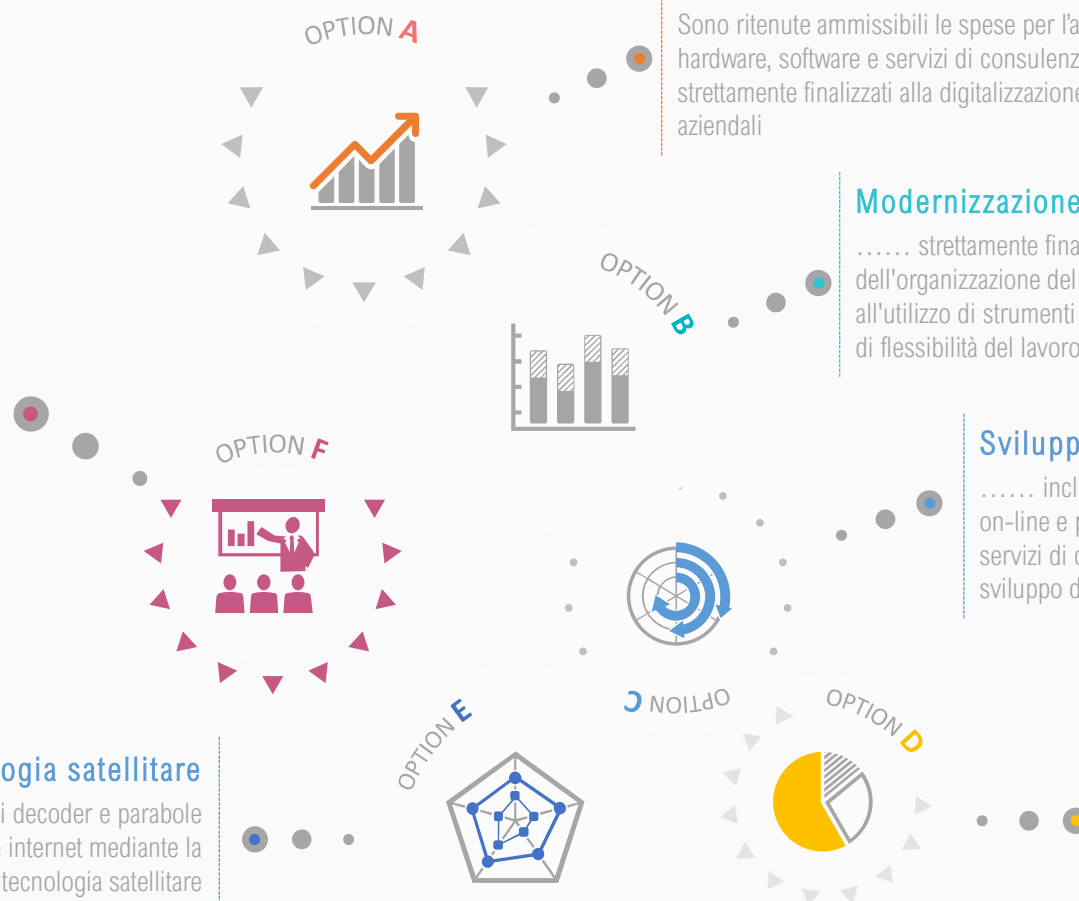 OPTION A
Sono ritenute ammissibili le spese per l'a
hardware, software e servizi di consulenz
strettamente finalizzati alla digitalizzazione
aziendali
OPTION B
Modernizzazione
...... strettamente fina
dell'organizzazione del
all'utilizzo di strumenti
di flessibilità del lavoro
OPTION F
Svilupp
...... incl
on-line e p
servizi di
sviluppo d
OPTION C
OPTION D
OPTION E
ogia satellitare
i decoder e parabole
internet mediante la
tecnologia satellitare